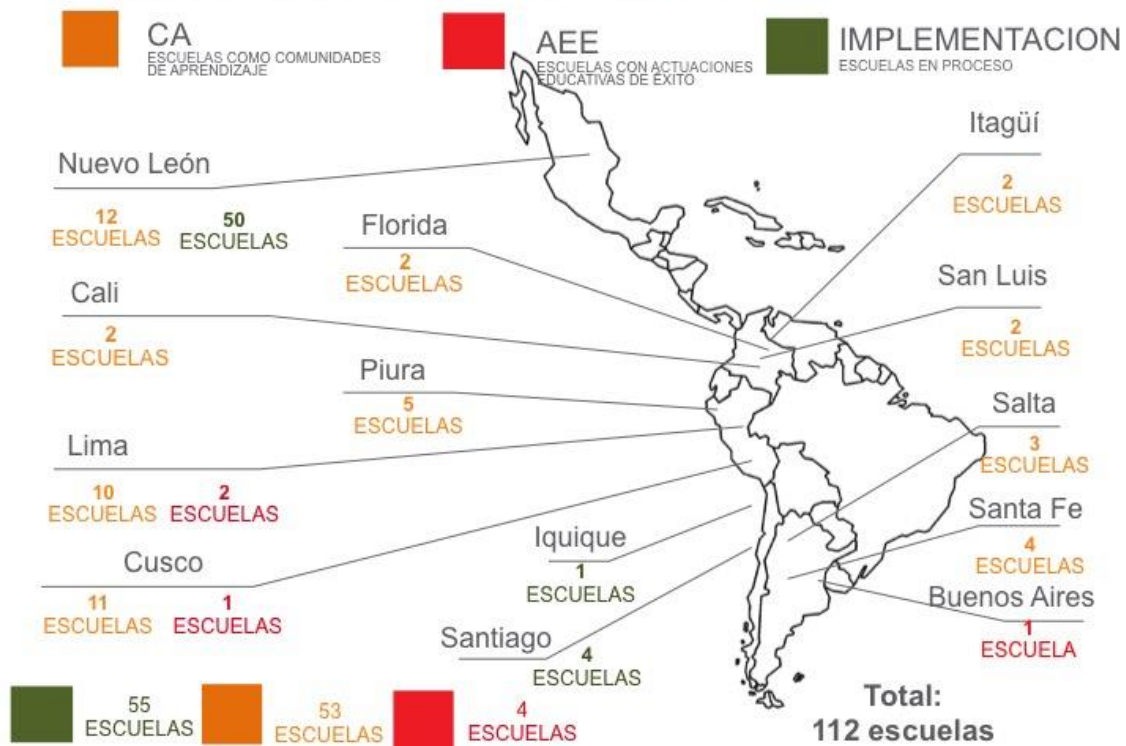 CA
ESCUELAS COMO COMUNIDADES
DE APRENDIZAJE
AEE
ESCUELAS CON ACTUACIONES
EDUCATIVAS DE ÉXITO
IMPLEMENTACION
ESCUELAS EN PROCESO
Nuevo León
12
ESCUELAS
50
ESCUELAS
Florida
2
ESCUELAS
Itagüí
2
ESCUELAS
Cali
2
ESCUELAS
San Luis
2
ESCUELAS
Piura
5
ESCUELAS
Salta
3
ESCUELAS
Lima
10
ESCUELAS
2
ESCUELAS
Santa Fe
4
ESCUELAS
Iquique
1
ESCUELAS
Cusco
11
ESCUELAS
1
ESCUELAS
Buenos Aires
1
ESCUELA
Santiago
4
ESCUELAS
55
ESCUELAS
53
ESCUELAS
4
ESCUELAS
Total:
112 escuelas